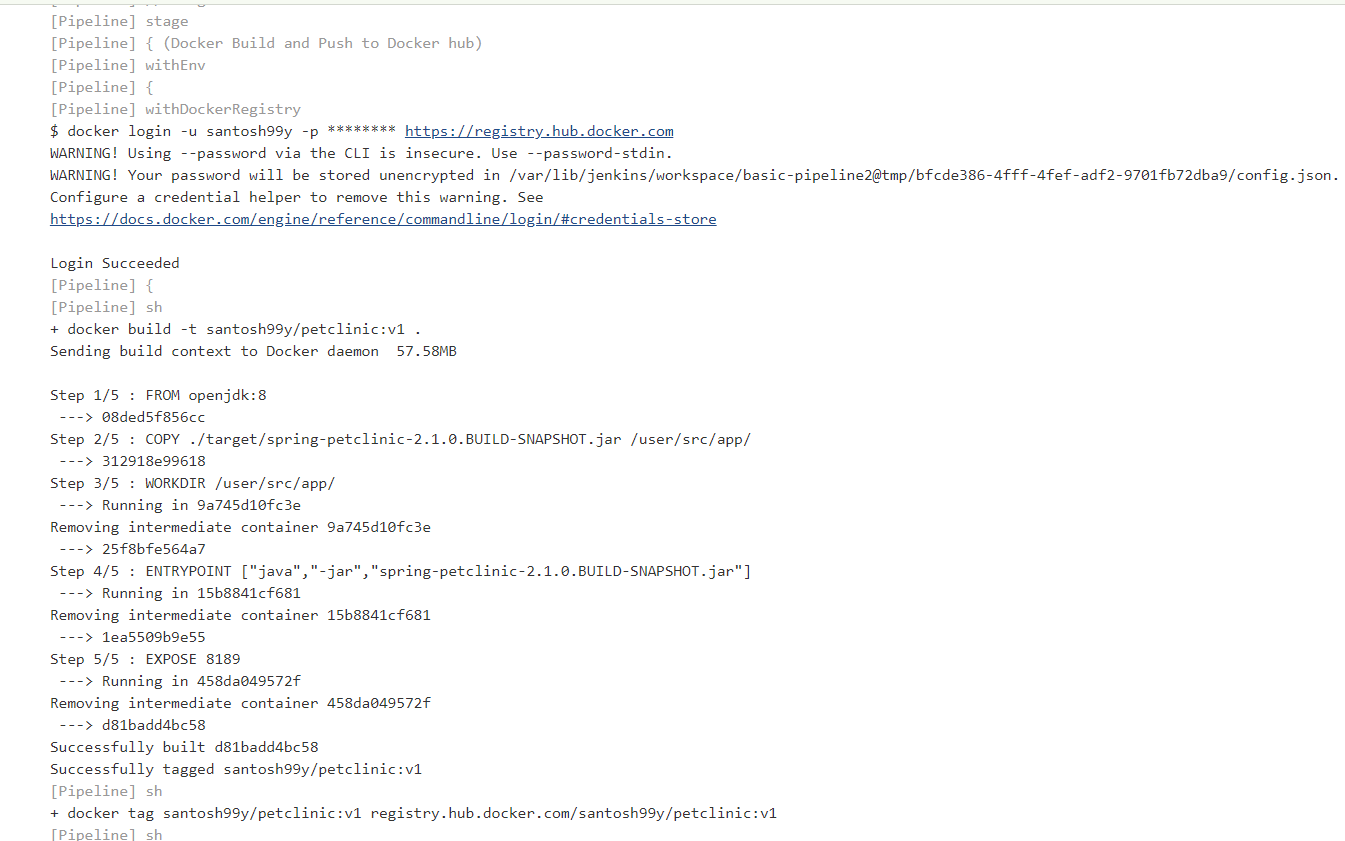 [Pipeline] stage
[Pipeline] { (Docker Build and Push to Docker hub)
[Pipeline] withEnv
[Pipeline] {
[Pipeline] withDockerRegistry
$ docker login -u santosh99y -p ******** https://registry.hub.docker.com
WARNING! Using --password via the CLI is insecure. Use --password-stdin.
WARNING! Your password will be stored unencrypted in /var/lib/jenkins/workspace/basic-pipeline2@tmp/bfcde386-4fff-4fef-adf2-9701fb72dba9/config.json.
Configure a credential helper to remove this warning. See
https://docs.docker.com/engine/reference/commandline/login/#credentials-store
Login Succeeded
[Pipeline] {
[Pipeline] sh
+ docker build -t santosh99y/petclinic:v1 .
Sending build context to Docker daemon  57.58MB
Step 1/5 : FROM openjdk:8
 ---> 08ded5f856cc
Step 2/5 : COPY ./target/spring-petclinic-2.1.0.BUILD-SNAPSHOT.jar /user/src/app/
 ---> 312918e99618
Step 3/5 : WORKDIR /user/src/app/
 ---> Running in 9a745d10fc3e
Removing intermediate container 9a745d10fc3e
 ---> 25f8bfe564a7
Step 4/5 : ENTRYPOINT ["java","-jar","spring-petclinic-2.1.0.BUILD-SNAPSHOT.jar"]
 ---> Running in 15b8841cf681
Removing intermediate container 15b8841cf681
 ---> 1ea5509b9e55
Step 5/5 : EXPOSE 8189
 ---> Running in 458da049572f
Removing intermediate container 458da049572f
 ---> d81badd4bc58
Successfully built d81badd4bc58
Successfully tagged santosh99y/petclinic:v1
[Pipeline] sh
+ docker tag santosh99y/petclinic:v1 registry.hub.docker.com/santosh99y/petclinic:v1
[Pipeline] sh